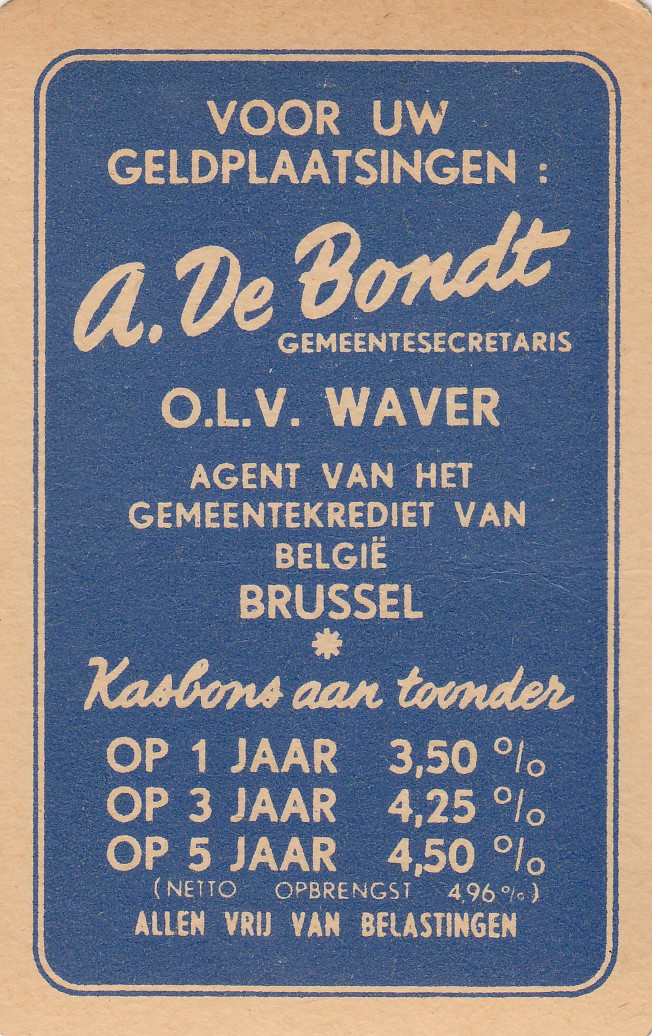 VOOR UW
GELDPLAATSINGEN :
A. De Bondt
GEMEENTESECRETARIS
O.L.V. WAVER
AGENT VAN HET
GEMEENTEKREDIET VAN
BELGIË
BRUSSEL
*
Kasbons aan toonder
OP 1 JAAR 3,50 %
OP 3 JAAR 4,25 %
OP 5 JAAR 4,50 %
(NETTO OPBRENGST 4,96 %)
ALLEN VRIJ VAN BELASTINGEN